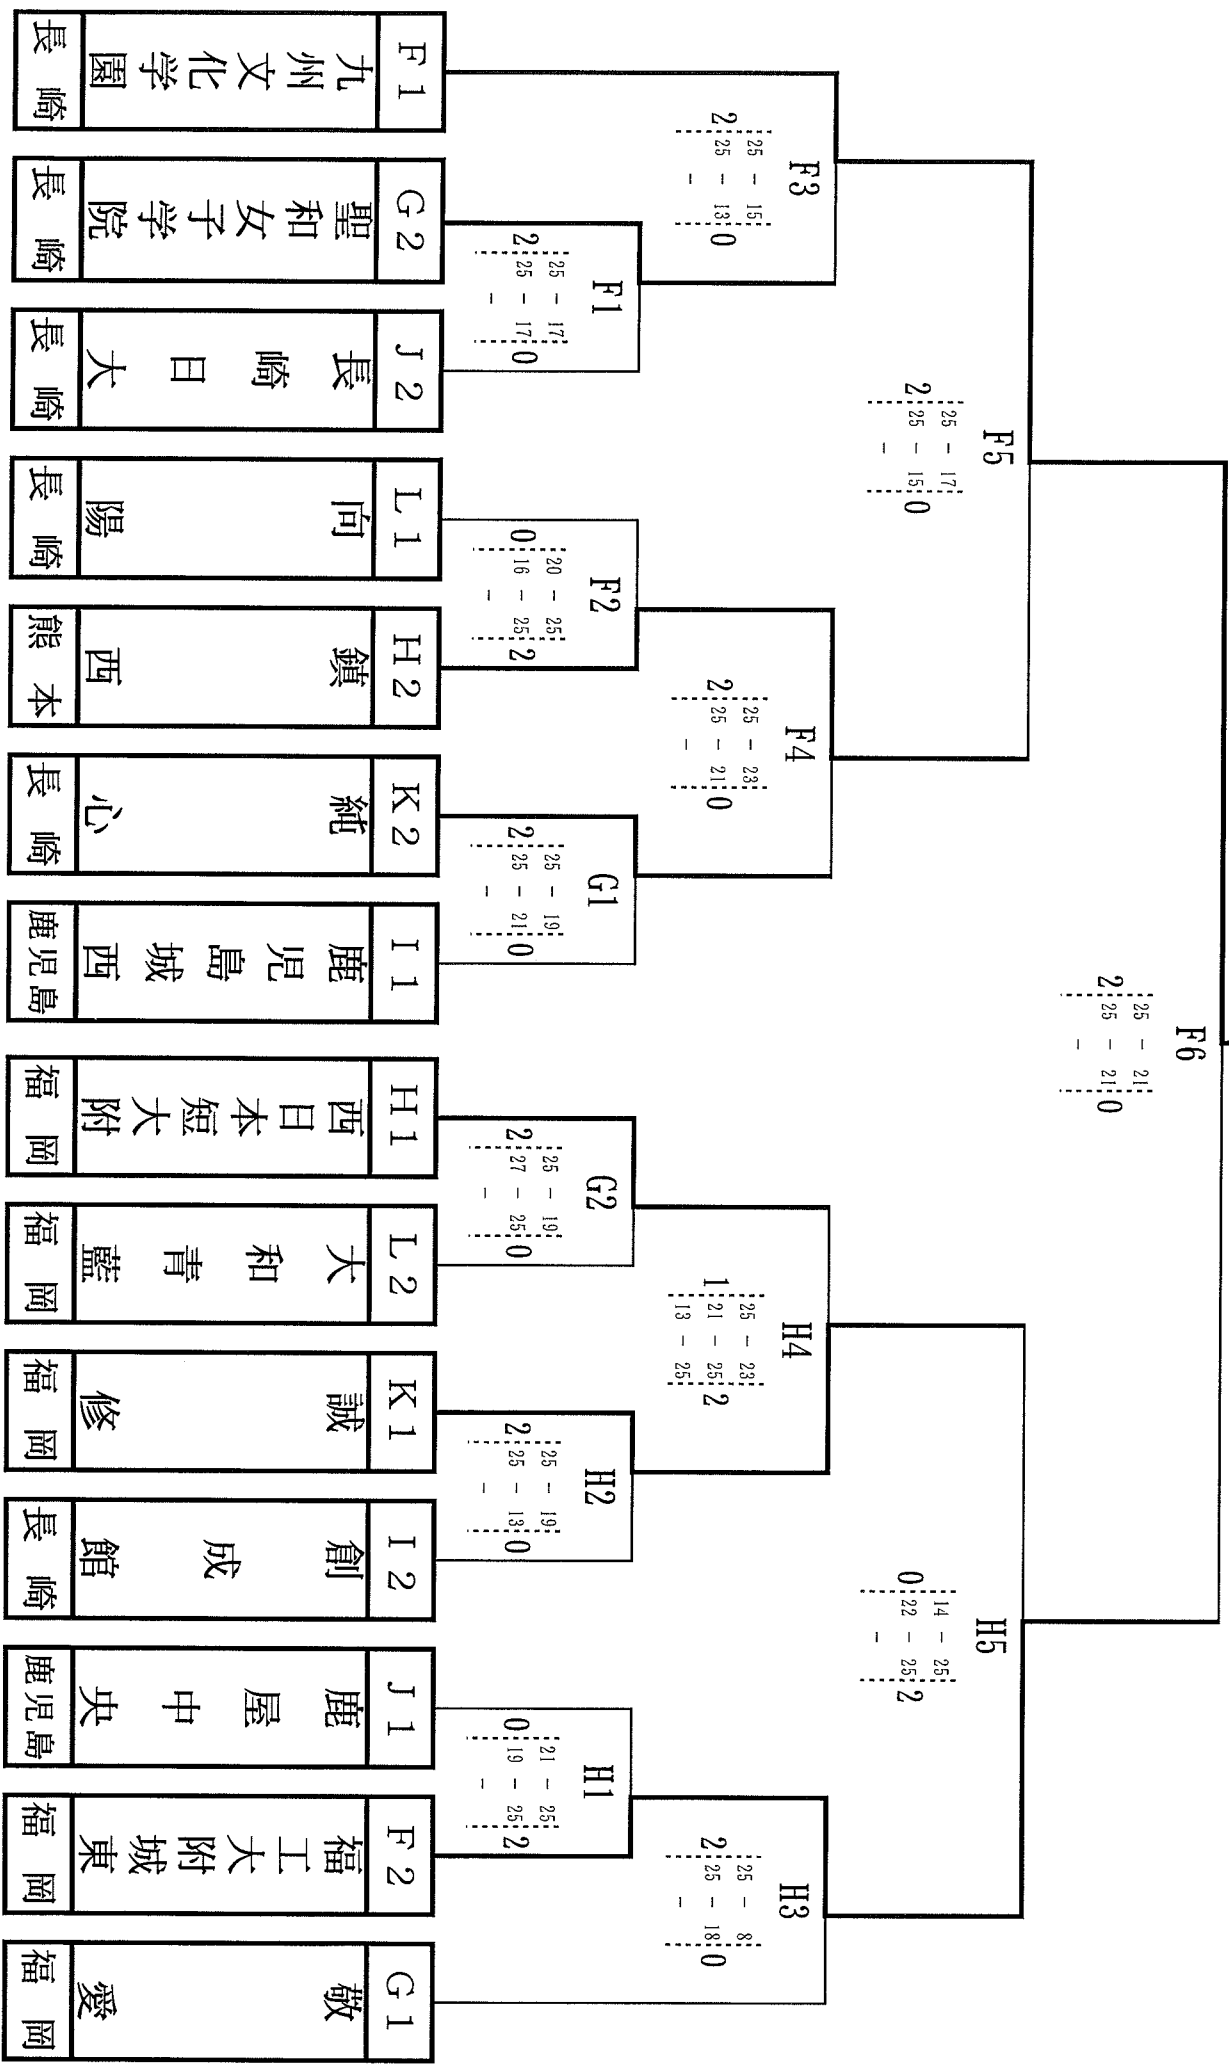 F1 九州文化学園 長崎
G2 聖和女子学院 長崎
J2 長崎日大 長崎
L1 向陽 長崎
H2 鎮西 熊本
K2 純心 長崎
I1 鹿児島城西 鹿児島
H1 西日本短大附 福岡
L2 大和青藍 福岡
K1 誠修 福岡
I2 創成館 長崎
J1 鹿屋中央 鹿児島
F2 福工大附城東 福岡
G1 敬愛 福岡
F1
2 0
25 - 17
25 - 17
-
F2
0 2
20 - 25
16 - 25
-
G1
2 0
25 - 19
25 - 21
-
G2
2 0
25 - 19
27 - 25
-
H2
2 0
25 - 19
25 - 13
-
H1
0 2
21 - 25
19 - 25
-
F3
2 0
25 - 15
25 - 13
-
F4
2 0
25 - 23
25 - 21
-
H4
1 2
25 - 23
21 - 25
13 - 25
H3
2 0
25 - 8
25 - 18
-
F5
2 0
25 - 17
25 - 15
-
H5
0 2
14 - 25
22 - 25
-
F6
2 0
25 - 21
25 - 21
-